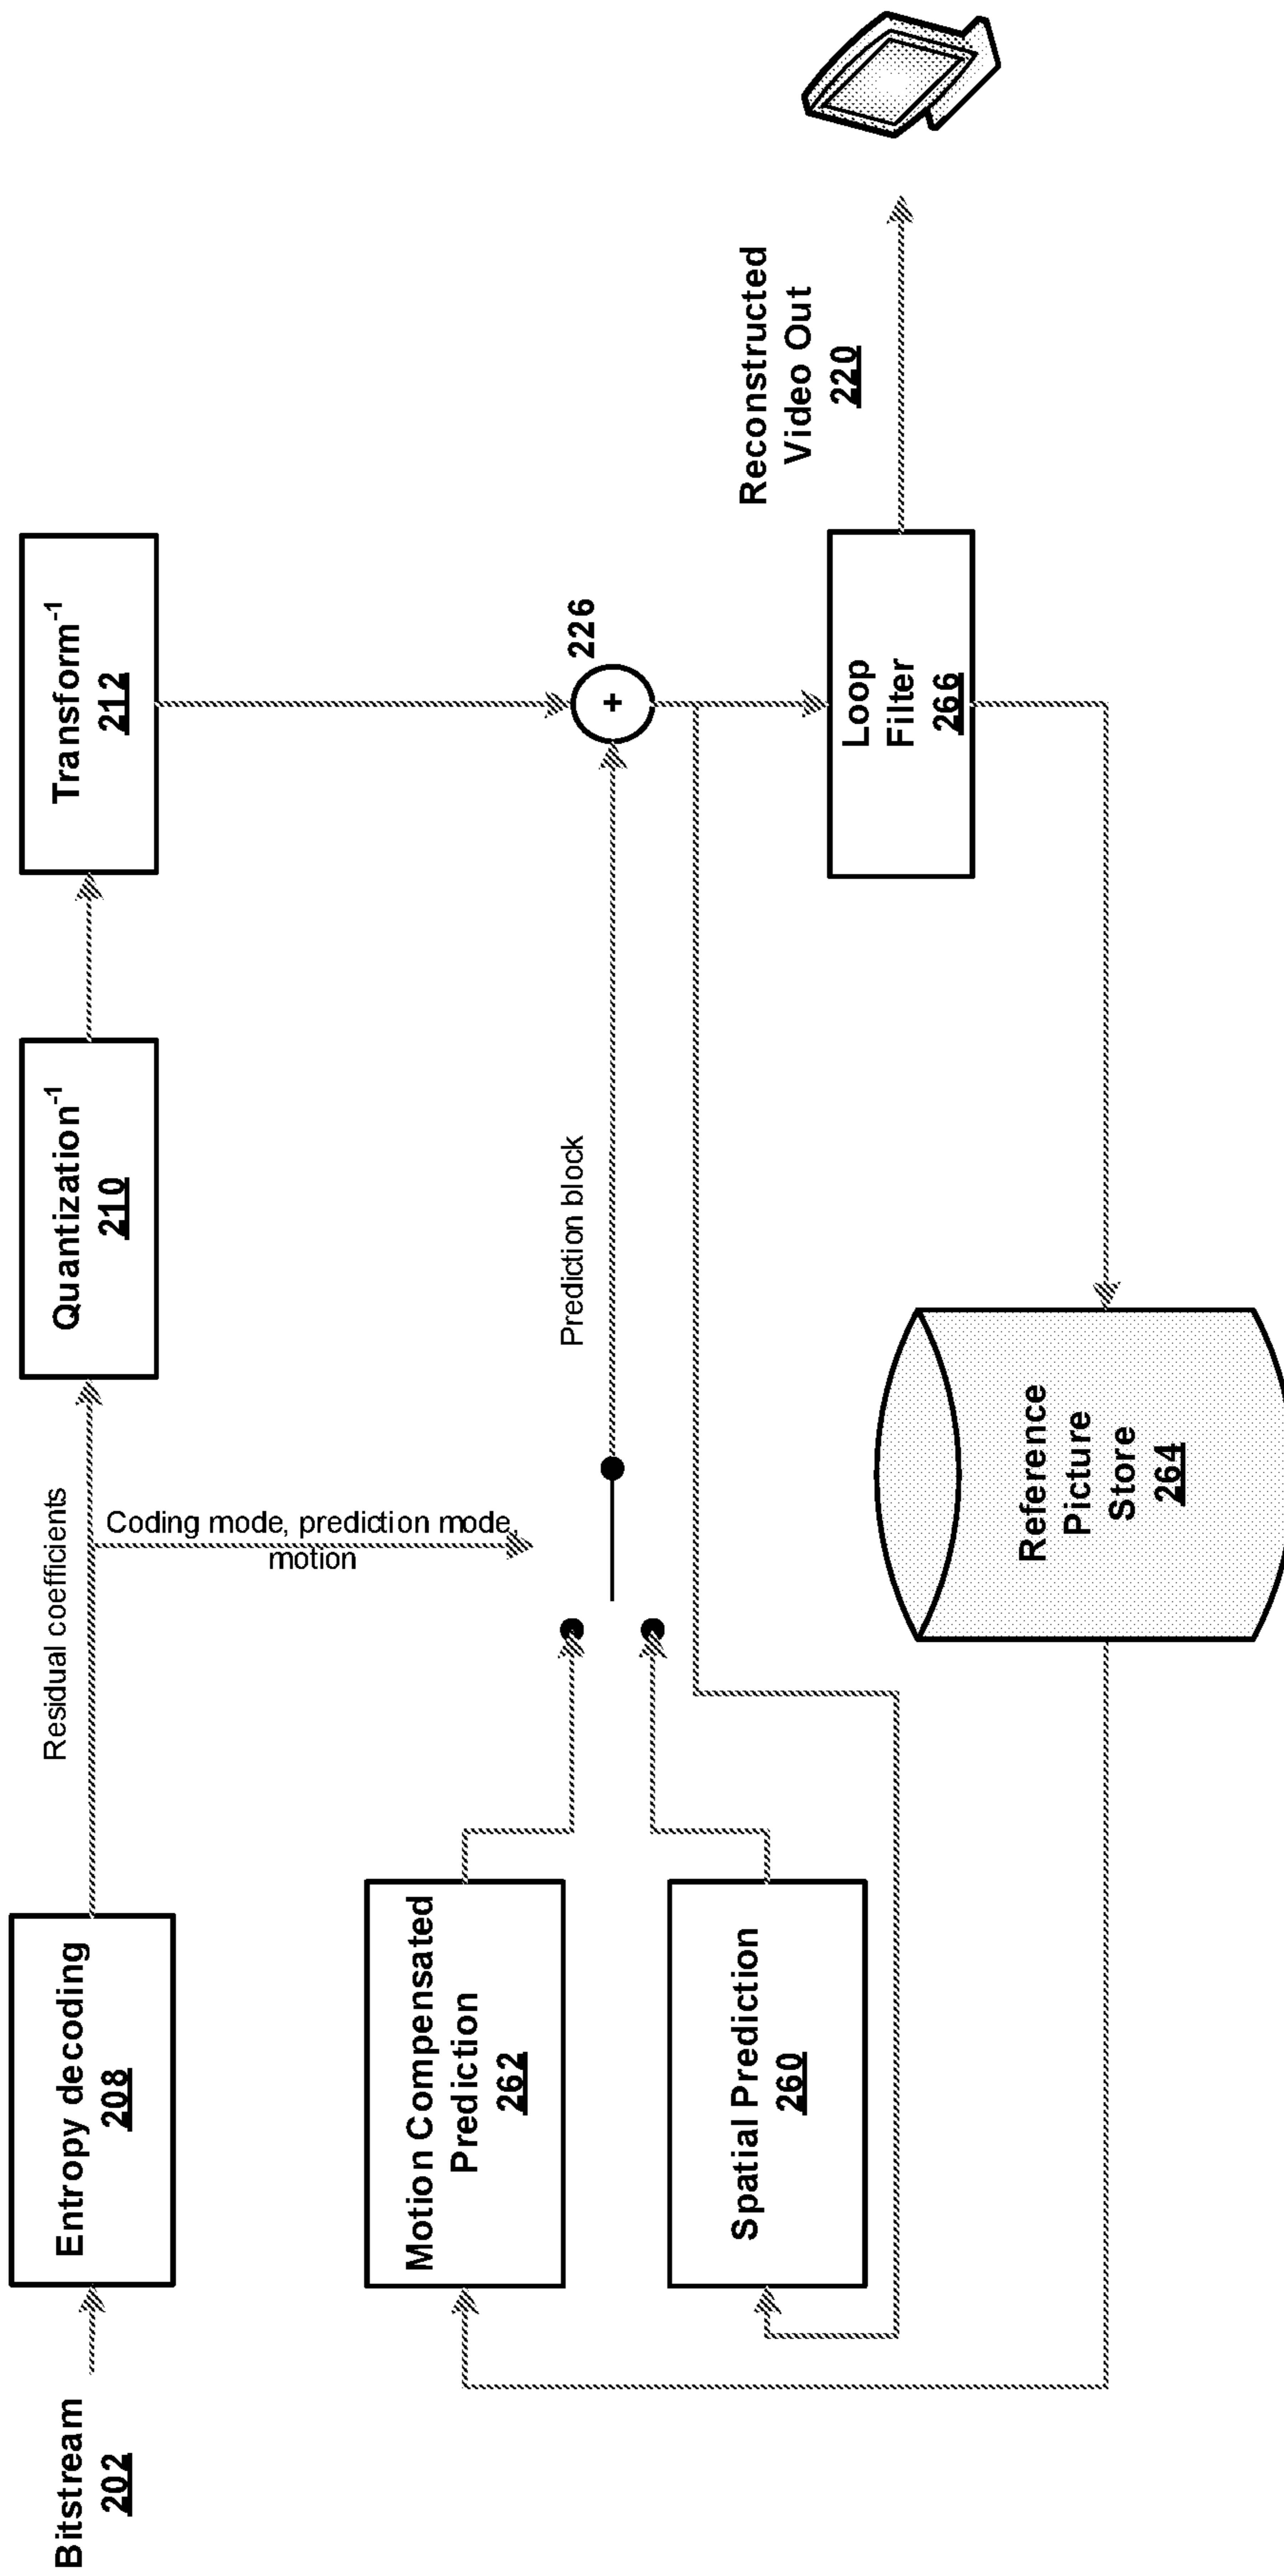 Bitstream
202
Entropy decoding
208
Residual coefficients
Quantization-1
210
Transform-1
212
Coding mode, prediction mode,
motion
Motion Compensated
Prediction
262
Spatial Prediction
260
Prediction block
+
226
Loop
Filter
266
Reconstructed
Video Out
220
Reference
Picture
Store
264